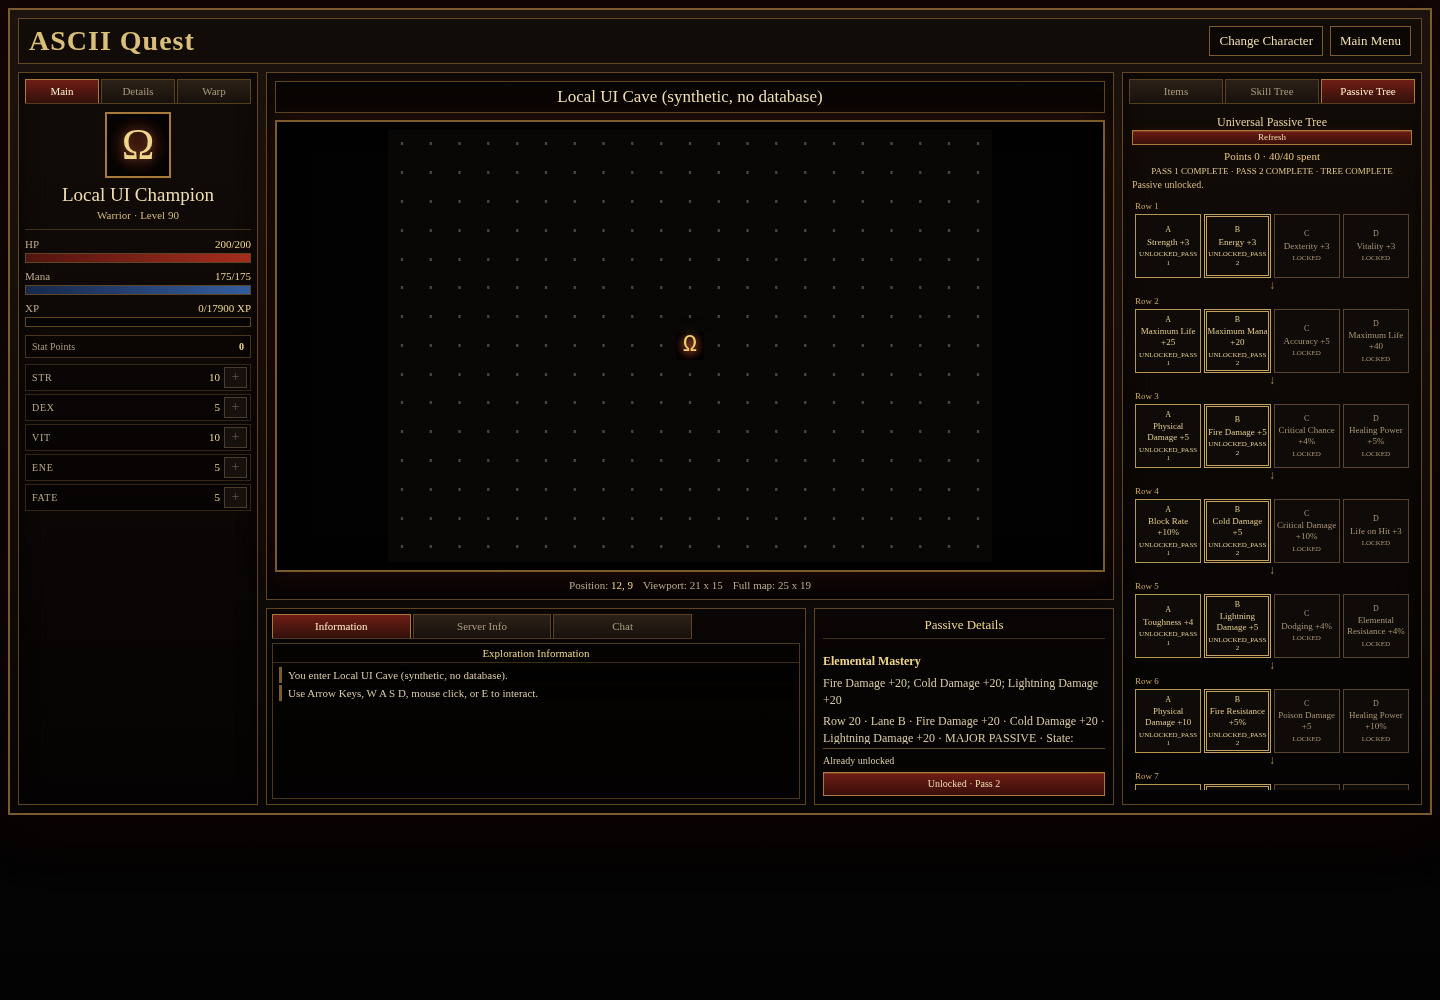 ASCII Quest
Change Character
Main Menu
Main
Details
Warp
Ω
Local UI Champion
Warrior · Level 90
HP 200/200
Mana 175/175
XP 0/17900 XP
Stat Points 0
STR 10 +
DEX 5 +
VIT 10 +
ENE 5 +
FATE 5 +
Local UI Cave (synthetic, no database)
Ω
Position: 12, 9 Viewport: 21 x 15 Full map: 25 x 19
Information
Server Info
Chat
Exploration Information
You enter Local UI Cave (synthetic, no database).
Use Arrow Keys, W A S D, mouse click, or E to interact.
Passive Details
Elemental Mastery
Fire Damage +20; Cold Damage +20; Lightning Damage
+20
Row 20 · Lane B · Fire Damage +20 · Cold Damage +20 ·
Lightning Damage +20 · MAJOR PASSIVE · State:
Already unlocked
Unlocked · Pass 2
Items
Skill Tree
Passive Tree
Universal Passive Tree
Refresh
Points 0 · 40/40 spent
PASS 1 COMPLETE · PASS 2 COMPLETE · TREE COMPLETE
Passive unlocked.
Row 1
A
Strength +3
UNLOCKED_PASS
1
B
Energy +3
UNLOCKED_PASS
2
C
Dexterity +3
LOCKED
D
Vitality +3
LOCKED
↓
Row 2
A
Maximum Life
+25
UNLOCKED_PASS
1
B
Maximum Mana
+20
UNLOCKED_PASS
2
C
Accuracy +5
LOCKED
D
Maximum Life
+40
LOCKED
↓
Row 3
A
Physical
Damage +5
UNLOCKED_PASS
1
B
Fire Damage +5
UNLOCKED_PASS
2
C
Critical Chance
+4%
LOCKED
D
Healing Power
+5%
LOCKED
↓
Row 4
A
Block Rate
+10%
UNLOCKED_PASS
1
B
Cold Damage
+5
UNLOCKED_PASS
2
C
Critical Damage
+10%
LOCKED
D
Life on Hit +3
LOCKED
↓
Row 5
A
Toughness +4
UNLOCKED_PASS
1
B
Lightning
Damage +5
UNLOCKED_PASS
2
C
Dodging +4%
LOCKED
D
Elemental
Resistance +4%
LOCKED
↓
Row 6
A
Physical
Damage +10
UNLOCKED_PASS
1
B
Fire Resistance
+5%
UNLOCKED_PASS
2
C
Poison Damage
+5
LOCKED
D
Healing Power
+10%
LOCKED
↓
Row 7